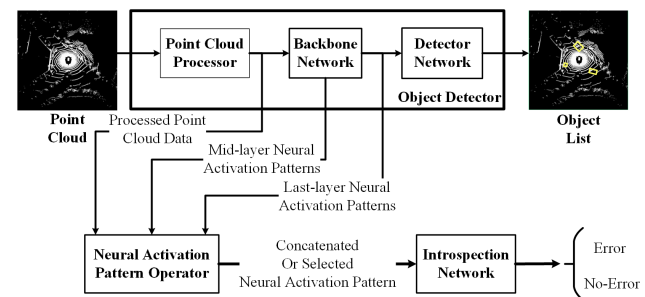 Point Cloud
Processor
Backbone
Network
Detector
Network
Object Detector
Point
Cloud
Object
List
Processed Point
Cloud Data
Mid-layer Neural
Activation Patterns
Last-layer Neural
Activation Patterns
Neural Activation
Pattern Operator
Concatenated
Or Selected
Neural Activation Pattern
Introspection
Network
Error
No-Error